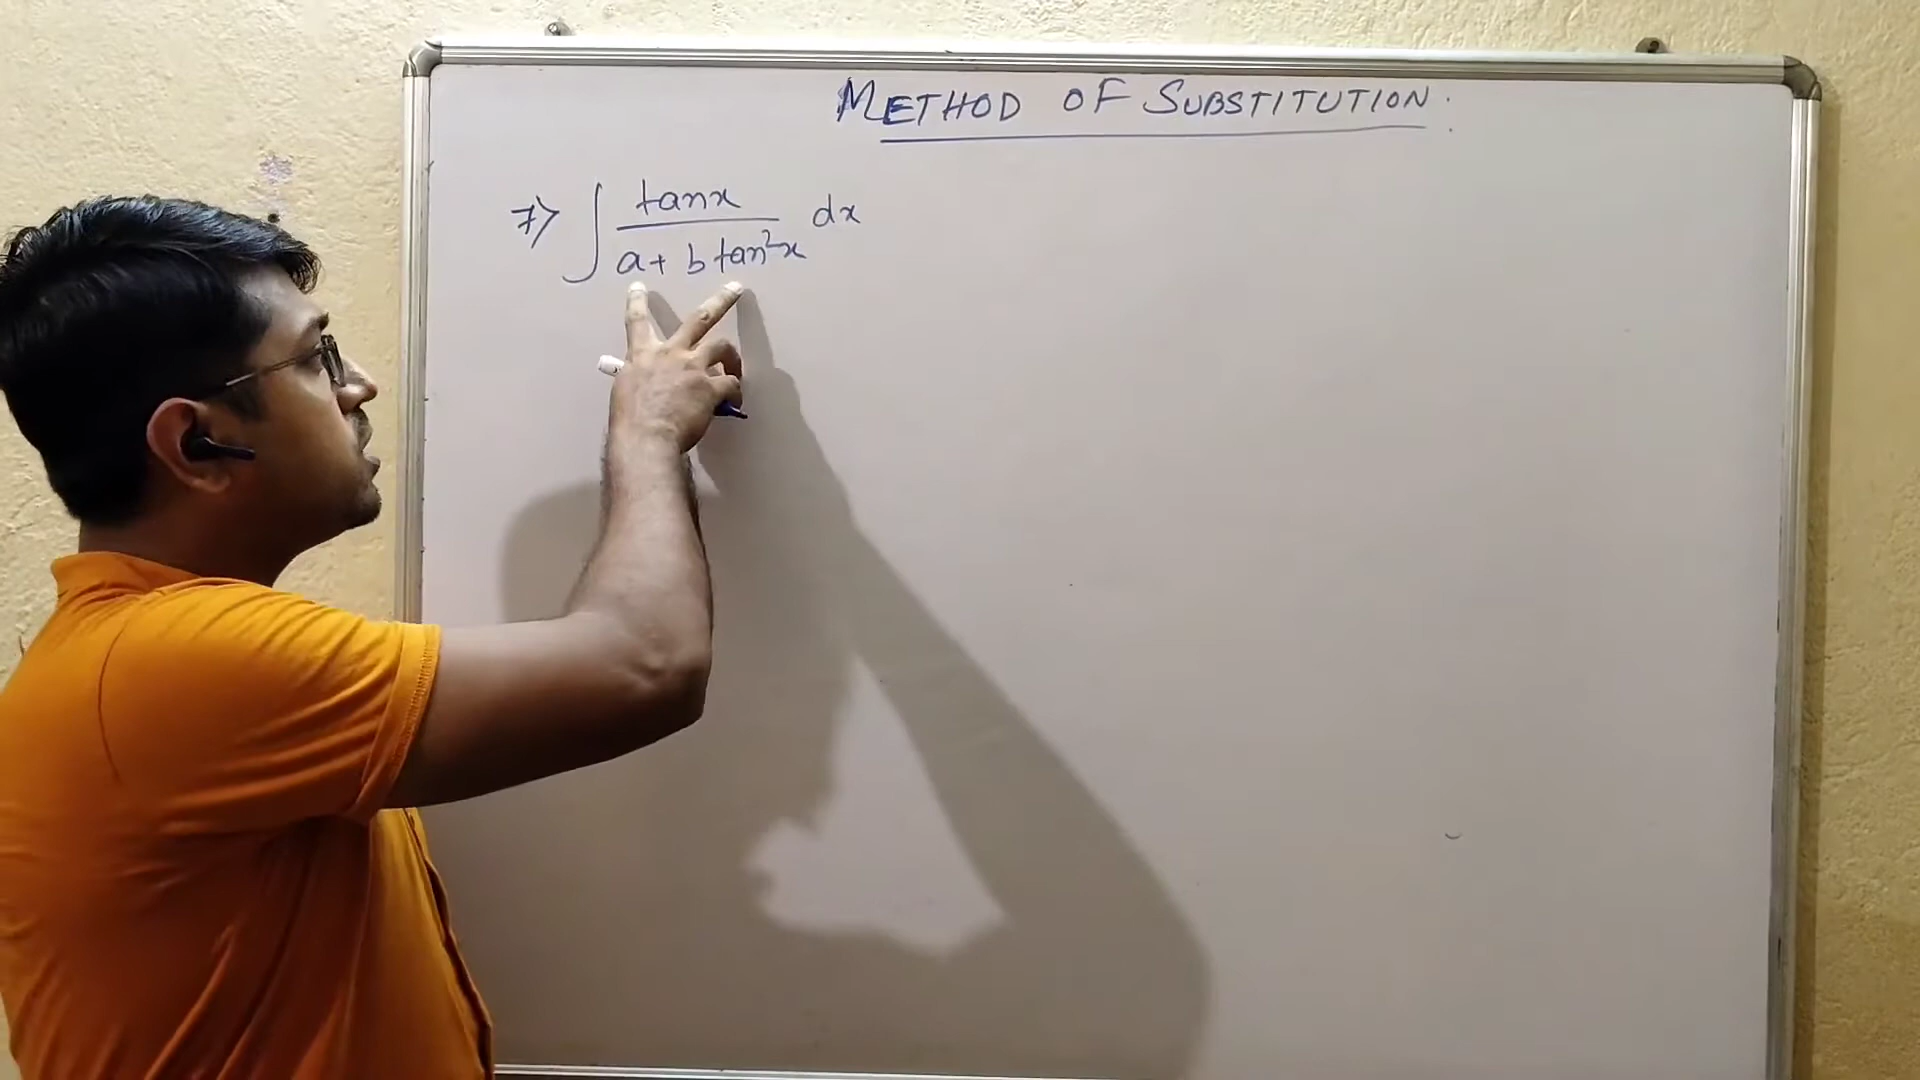 METHOD OF SUBSTITUTION.
7> ∫ tanx / (a + b tan²x) dx